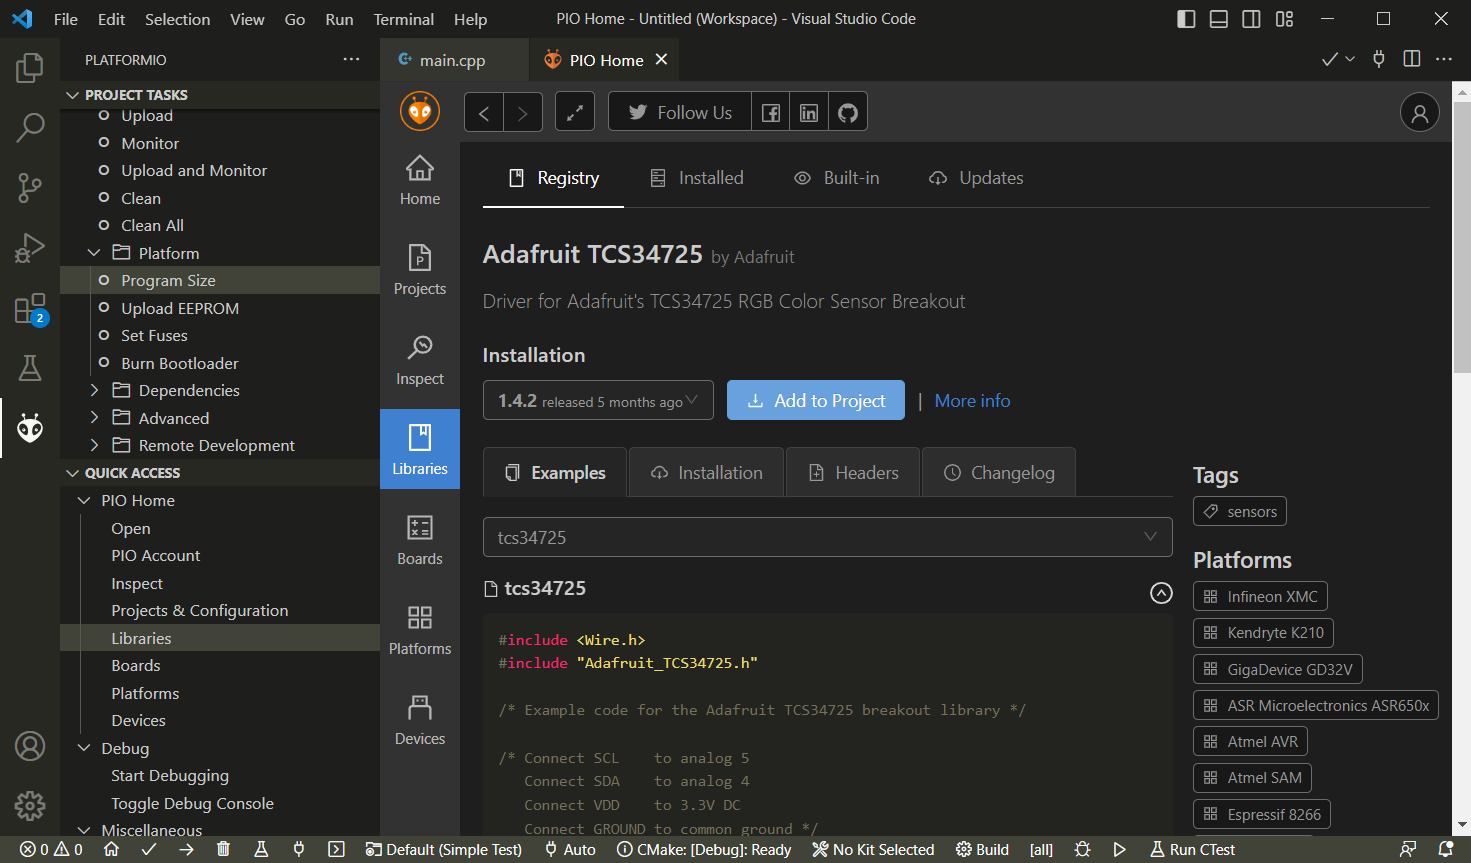 File Edit Selection View Go Run Terminal Help
PIO Home - Untitled (Workspace) - Visual Studio Code
PLATFORMIO
main.cpp
PIO Home
PROJECT TASKS
Upload
Monitor
Upload and Monitor
Clean
Clean All
Platform
Program Size
Upload EEPROM
Set Fuses
Burn Bootloader
Dependencies
Advanced
Remote Development
QUICK ACCESS
PIO Home
Open
PIO Account
Inspect
Projects & Configuration
Libraries
Boards
Platforms
Devices
Debug
Start Debugging
Toggle Debug Console
Miscellaneous
2
Home
Projects
Inspect
Libraries
Boards
Platforms
Devices
Follow Us
Registry Installed Built-in Updates
Adafruit TCS34725 by Adafruit
Driver for Adafruit's TCS34725 RGB Color Sensor Breakout
Installation
1.4.2 released 5 months ago
Add to Project | More info
Examples Installation Headers Changelog
tcs34725
tcs34725
#include <Wire.h>
#include "Adafruit_TCS34725.h"
/* Example code for the Adafruit TCS34725 breakout library */
/* Connect SCL    to analog 5
Connect SDA    to analog 4
Connect VDD    to 3.3V DC
Connect GROUND to common ground */
Tags
sensors
Platforms
Infineon XMC
Kendryte K210
GigaDevice GD32V
ASR Microelectronics ASR650x
Atmel AVR
Atmel SAM
Espressif 8266
0 0 Default (Simple Test) Auto CMake: [Debug]: Ready No Kit Selected Build [all] Run CTest